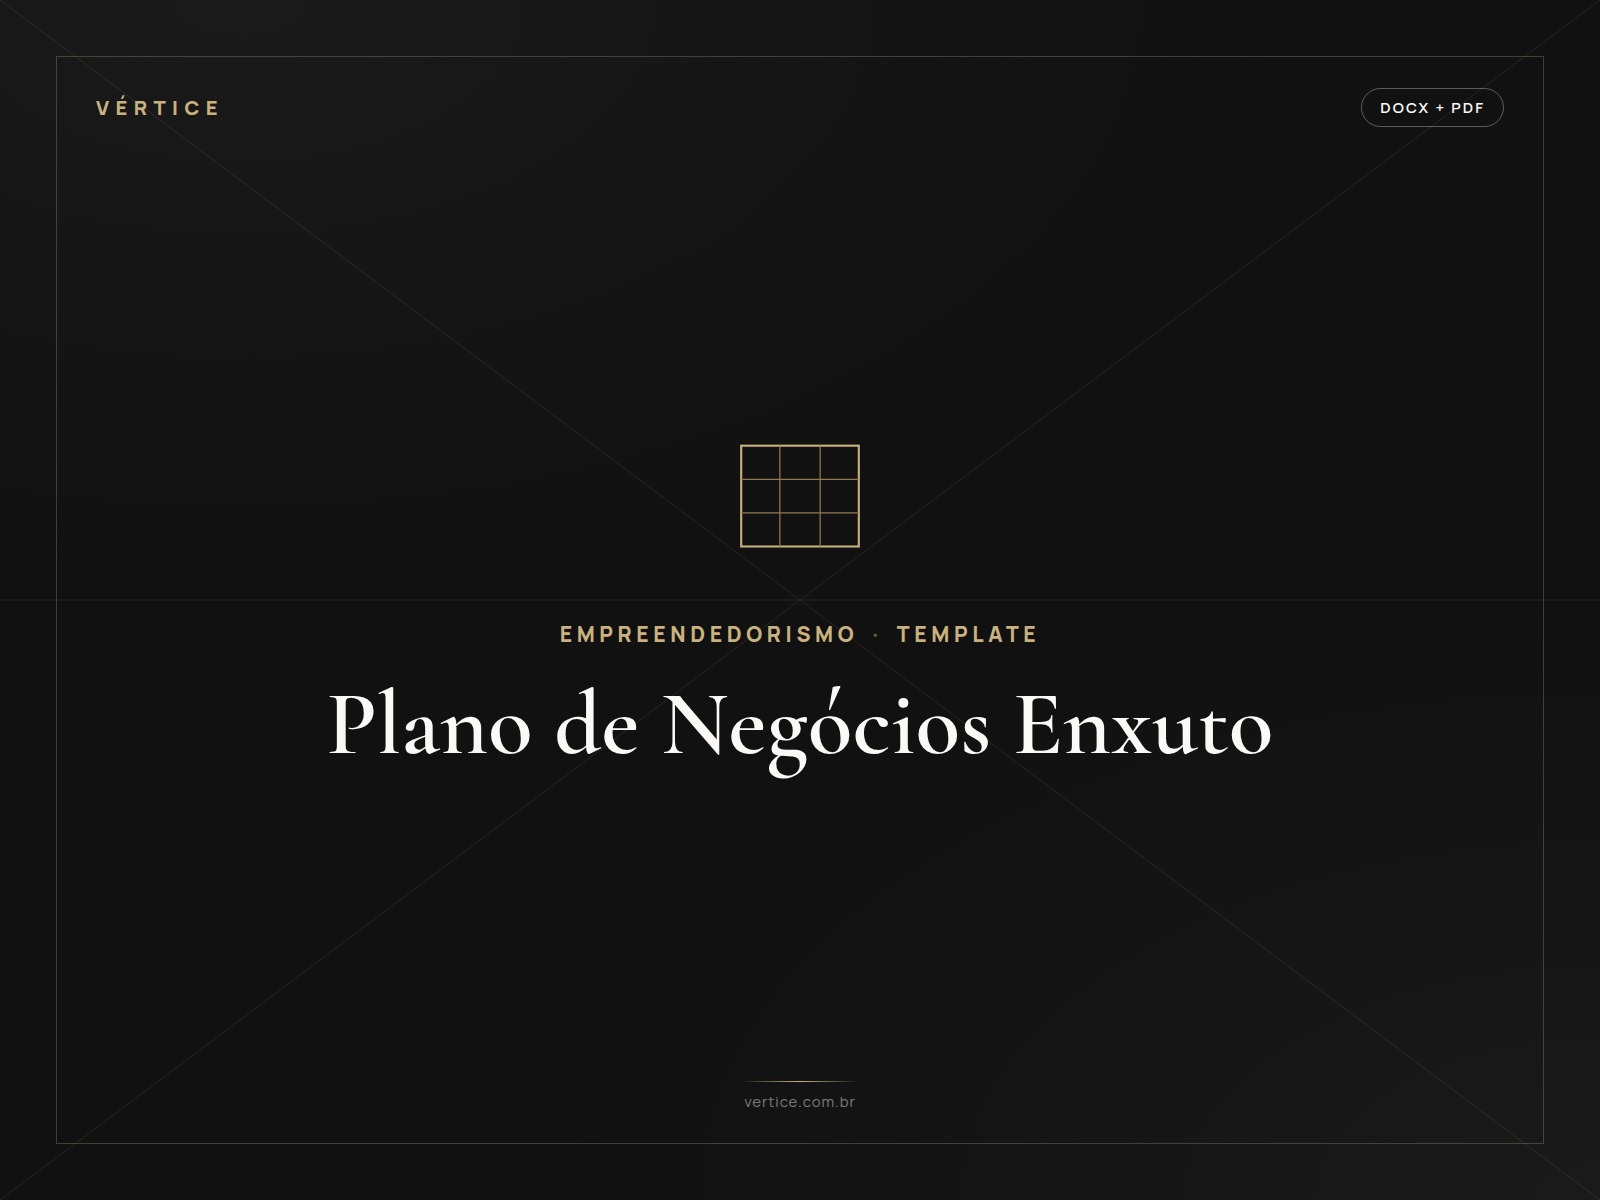 VÉRTICE
DOCX + PDF
EMPREENDEDORISMO · TEMPLATE
Plano de Negócios Enxuto
vertice.com.br